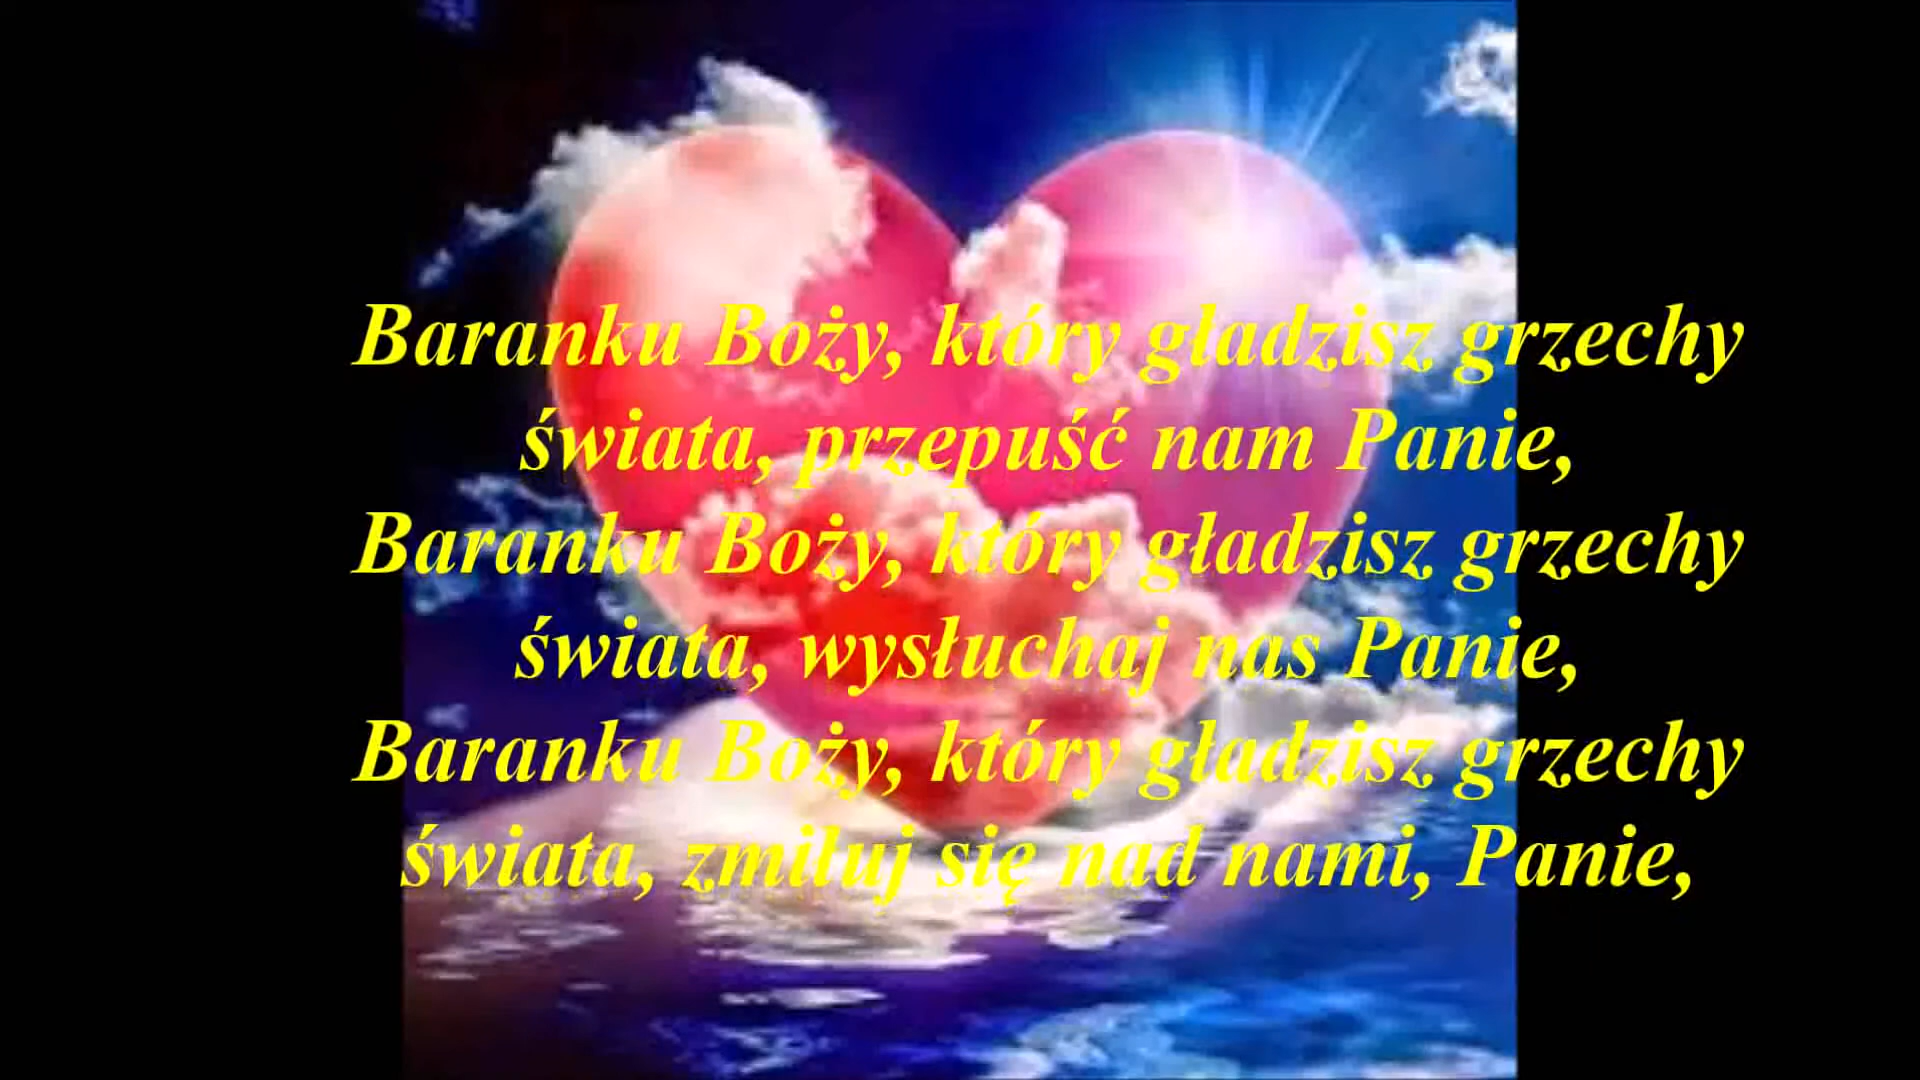 Baranku Boży, który gładzisz grzechy
świata, przepuść nam Panie,
Baranku Boży, który gładzisz grzechy
świata, wysłuchaj nas Panie,
Baranku Boży, który gładzisz grzechy
świata, zmiłuj się nad nami, Panie,